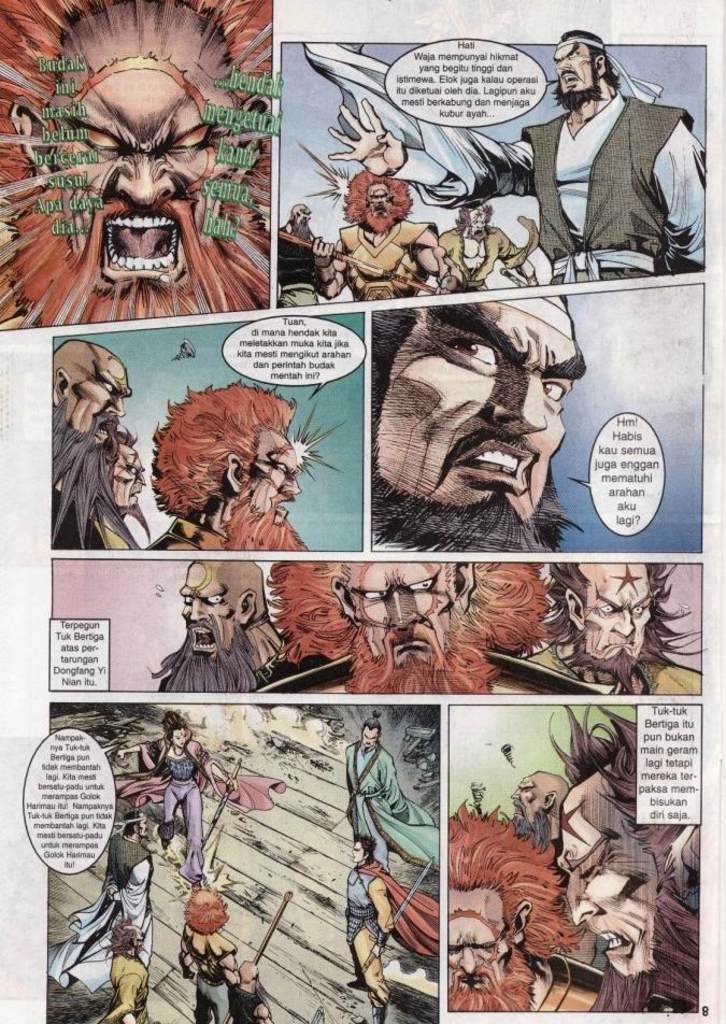 Budak
ini
masih
belum
bercerai
susu!
Apa daya
dia...
...hendak
mengetuai
kami
semua,
hah?
Hati
Waja mempunyai hikmat
yang begitu tinggi dan
istimewa. Elok juga kalau operasi
itu diketuai oleh dia. Lagipun aku
mesti berkabung dan menjaga
kubur ayah...
Tuan,
di mana hendak kita
meletakkan muka kita jika
kita mesti mengikut arahan
dan perintah budak
mentah ini?
Hm!
Habis
kau semua
juga enggan
mematuhi
arahan
aku
lagi?
Terpegun
Tuk Bertiga
atas per-
tarungan
Dongfang Yi
Nian itu.
Nampak-
nya Tuk-tuk
Bertiga pun
tidak membantah
lagi. Kita mesti
bersatu-padu untuk
merampas Golok
Harimau itu! Nampaknya
Tuk-tuk Bertiga pun tidak
membantah lagi. Kita mesti
bersatu-padu untuk
merampas Golok Harimau
itu!
Tuk-tuk
Bertiga itu
pun bukan
main geram
lagi tetapi
mereka ter-
paksa mem-
bisukan
diri saja.
8